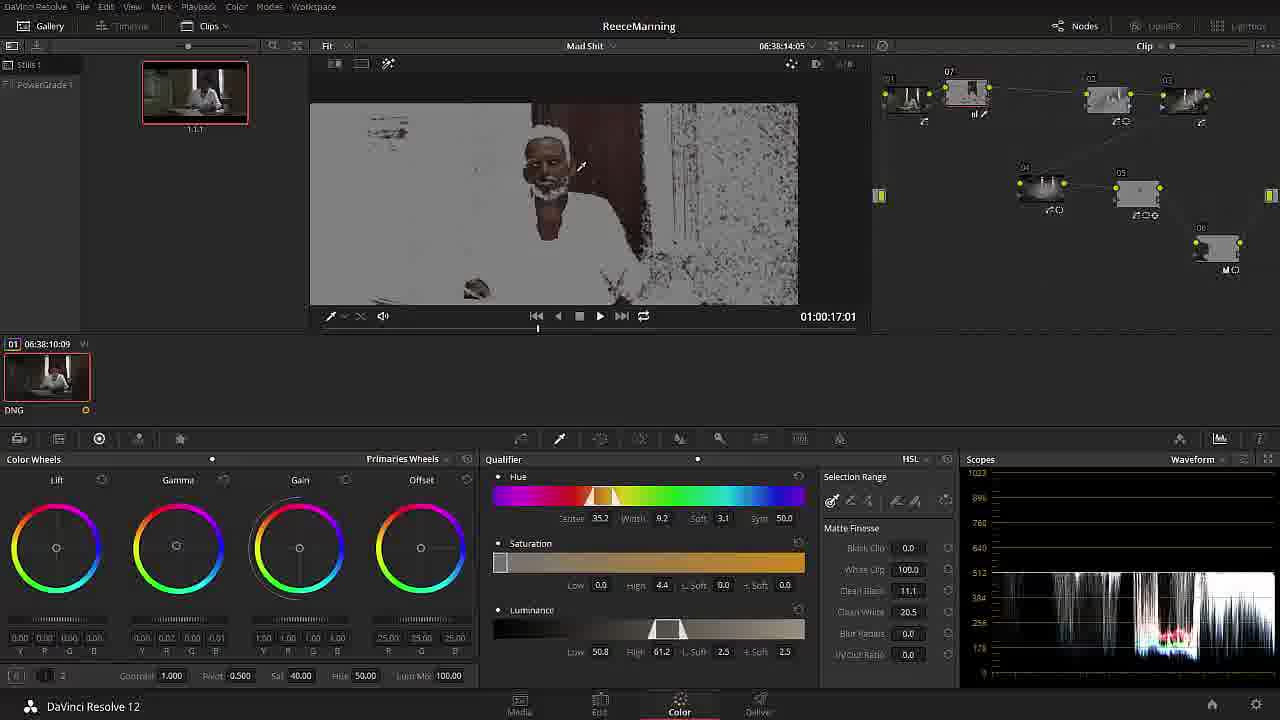 DaVinci Resolve File Edit View Mark Playback Color Modes Workspace
Gallery Timeline Clips ReeceManning Nodes OpenFX Lightbox
Fit Mad Shit 06:38:14:05 Clip
Stills 1
PowerGrade 1
1.1.1
01 07 02 03
04 05
06
01:00:17:01
01 06:38:10:09 V1
DNG
Color Wheels Primaries Wheels Qualifier HSL Scopes Waveform
Lift Gamma Gain Offset
Hue Selection Range
Center 35.2 Width 9.2 Soft 3.1 Sym 50.0
Matte Finesse
Saturation
Black Clip 0.0
White Clip 100.0
Low 0.0 High 4.4 L. Soft 0.0 H. Soft 0.0
Clean Black 11.1
Luminance
Clean White 20.5
Blur Radius 0.0
Low 50.8 High 61.2 L. Soft 2.5 H. Soft 2.5
In/Out Ratio 0.0
0.00 0.00 0.00 0.00 0.00 0.02 0.00 0.01 1.00 1.00 1.00 1.00 25.00 25.00 25.00
Y R G B Y R G B Y R G B R G B
A 1 2 Contrast 1.000 Pivot 0.500 Sat 40.00 Hue 50.00 Lum Mix 100.00
1023
896
768
640
512
384
256
128
0
DaVinci Resolve 12 Media Edit Color Deliver